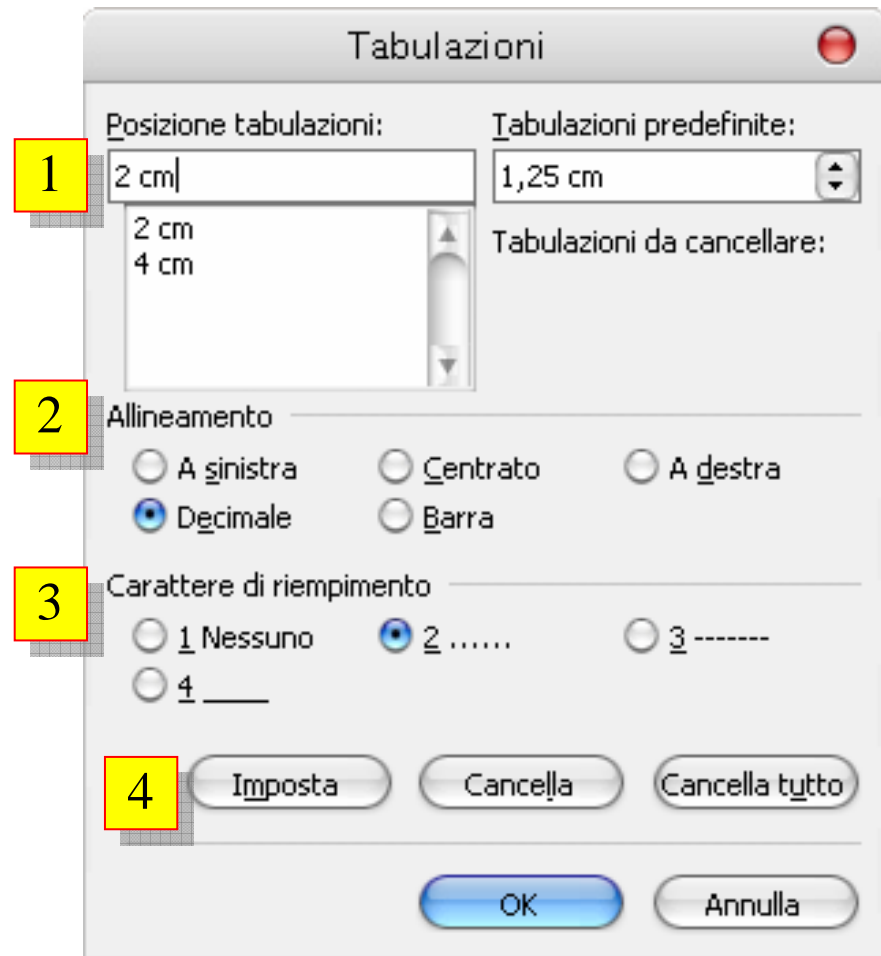 Tabulazioni
Posizione tabulazioni:
Tabulazioni predefinite:
1
2 cm
1,25 cm
2 cm
4 cm
Tabulazioni da cancellare:
2
Allineamento
A sinistra
Centrato
A destra
Decimale
Barra
3
Carattere di riempimento
1 Nessuno
2 ......
3 -------
4 ____
4
Imposta
Cancella
Cancella tutto
OK
Annulla